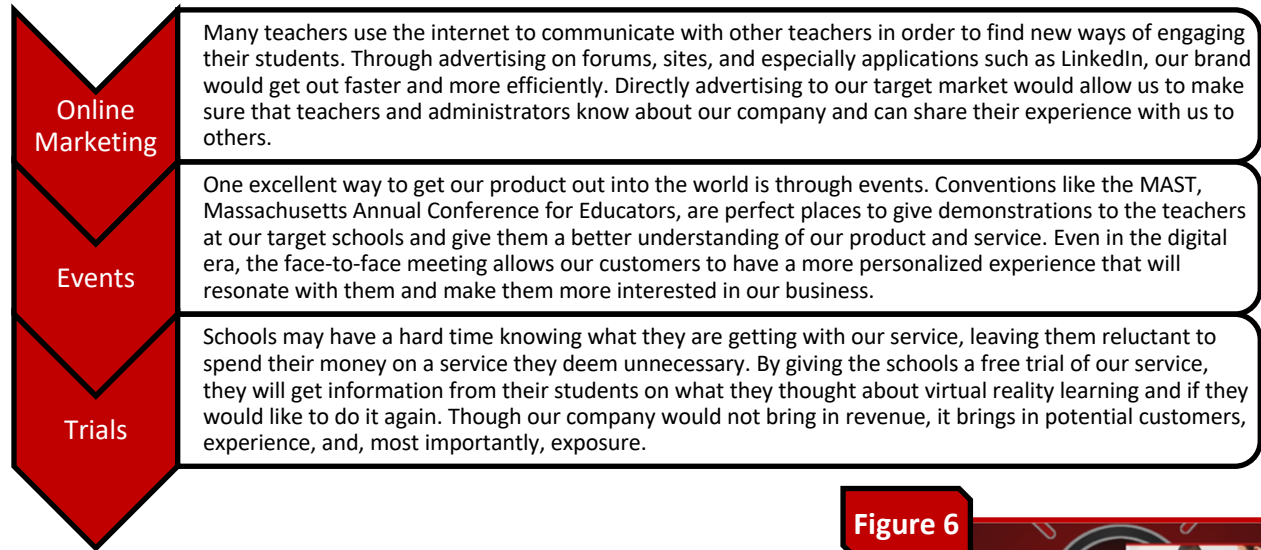 Online
Marketing
Many teachers use the internet to communicate with other teachers in order to find new ways of engaging
their students. Through advertising on forums, sites, and especially applications such as LinkedIn, our brand
would get out faster and more efficiently. Directly advertising to our target market would allow us to make
sure that teachers and administrators know about our company and can share their experience with us to
others.
Events
One excellent way to get our product out into the world is through events. Conventions like the MAST,
Massachusetts Annual Conference for Educators, are perfect places to give demonstrations to the teachers
at our target schools and give them a better understanding of our product and service. Even in the digital
era, the face-to-face meeting allows our customers to have a more personalized experience that will
resonate with them and make them more interested in our business.
Trials
Schools may have a hard time knowing what they are getting with our service, leaving them reluctant to
spend their money on a service they deem unnecessary. By giving the schools a free trial of our service,
they will get information from their students on what they thought about virtual reality learning and if they
would like to do it again. Though our company would not bring in revenue, it brings in potential customers,
experience, and, most importantly, exposure.
Figure 6